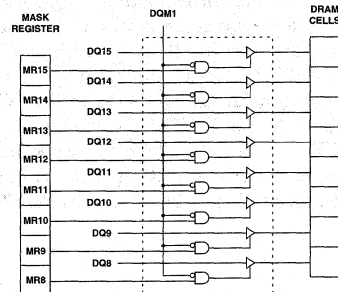 MASK
REGISTER
DQM1
DRAM
CELLS
DQ15
MR15
DQ14
MR14
DQ13
MR13
DQ12
MR12
DQ11
MR11
DQ10
MR10
DQ9
MR9
DQ8
MR8